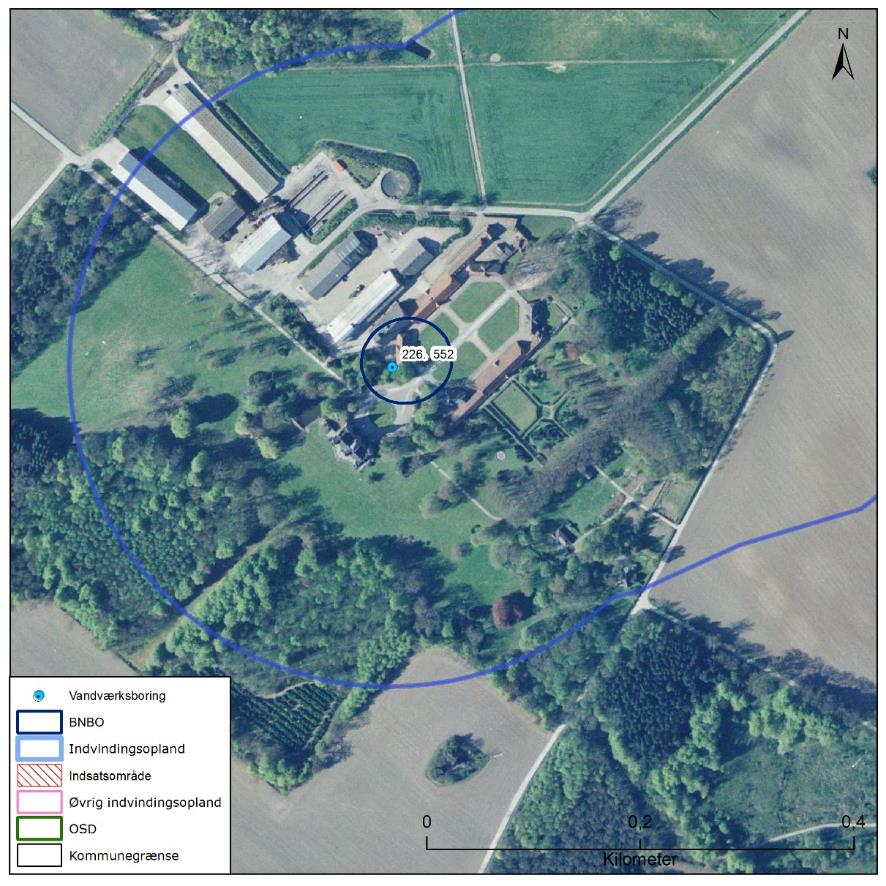 N
226. 552
Vandværksboring
BNBO
Indvindingsopland
Indsatsområde
Øvrig indvindingsopland
OSD
Kommunegrænse
0 0,2 0,4
Kilometer